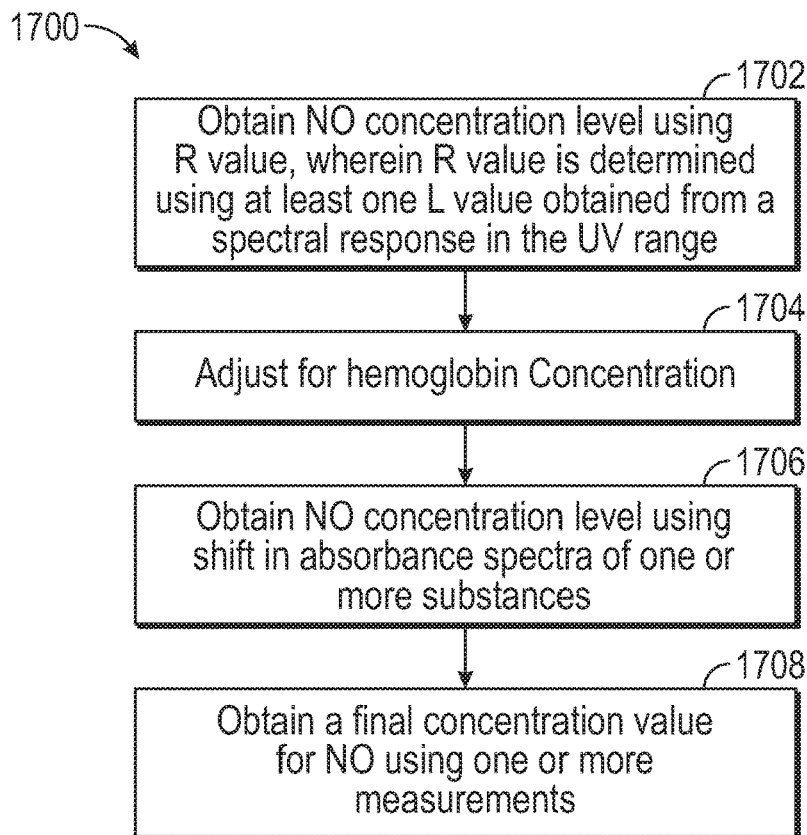 1700
1702
Obtain NO concentration level using
R value, wherein R value is determined
using at least one L value obtained from a
spectral response in the UV range
1704
Adjust for hemoglobin Concentration
1706
Obtain NO concentration level using
shift in absorbance spectra of one or
more substances
1708
Obtain a final concentration value
for NO using one or more
measurements